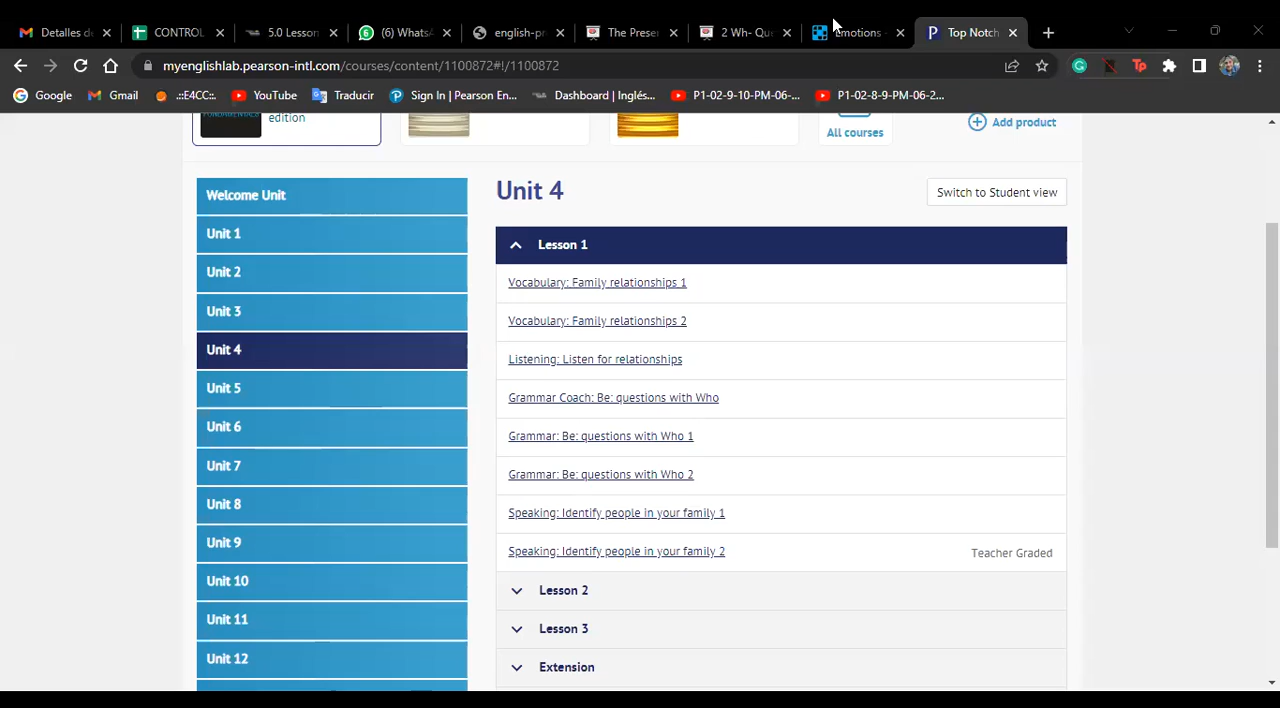 Detalles d
CONTROL
5.0 Lesson
(6) Whats
english-pr
The Prese
2 Wh- Qu
emotions -
Top Notch
myenglishlab.pearson-intl.com/courses/content/1100872#!/1100872
Google
Gmail
.::E4CC::.
YouTube
Traducir
Sign In | Pearson En...
Dashboard | Inglés...
P1-02-9-10-PM-06-...
P1-02-8-9-PM-06-2...
edition
All courses
Add product
Welcome Unit
Unit 1
Unit 2
Unit 3
Unit 4
Unit 5
Unit 6
Unit 7
Unit 8
Unit 9
Unit 10
Unit 11
Unit 12
Unit 4
Switch to Student view
Lesson 1
Vocabulary: Family relationships 1
Vocabulary: Family relationships 2
Listening: Listen for relationships
Grammar Coach: Be: questions with Who
Grammar: Be: questions with Who 1
Grammar: Be: questions with Who 2
Speaking: Identify people in your family 1
Speaking: Identify people in your family 2
Teacher Graded
Lesson 2
Lesson 3
Extension